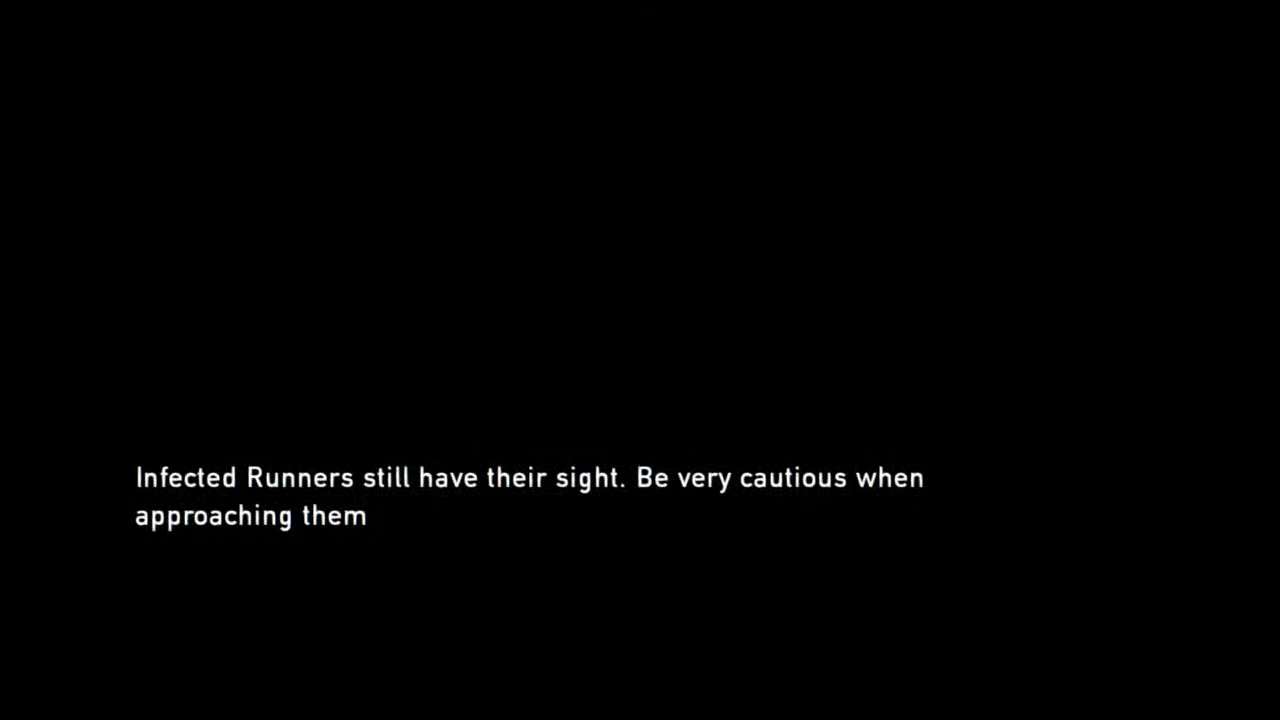 Infected Runners still have their sight. Be very cautious when
approaching them